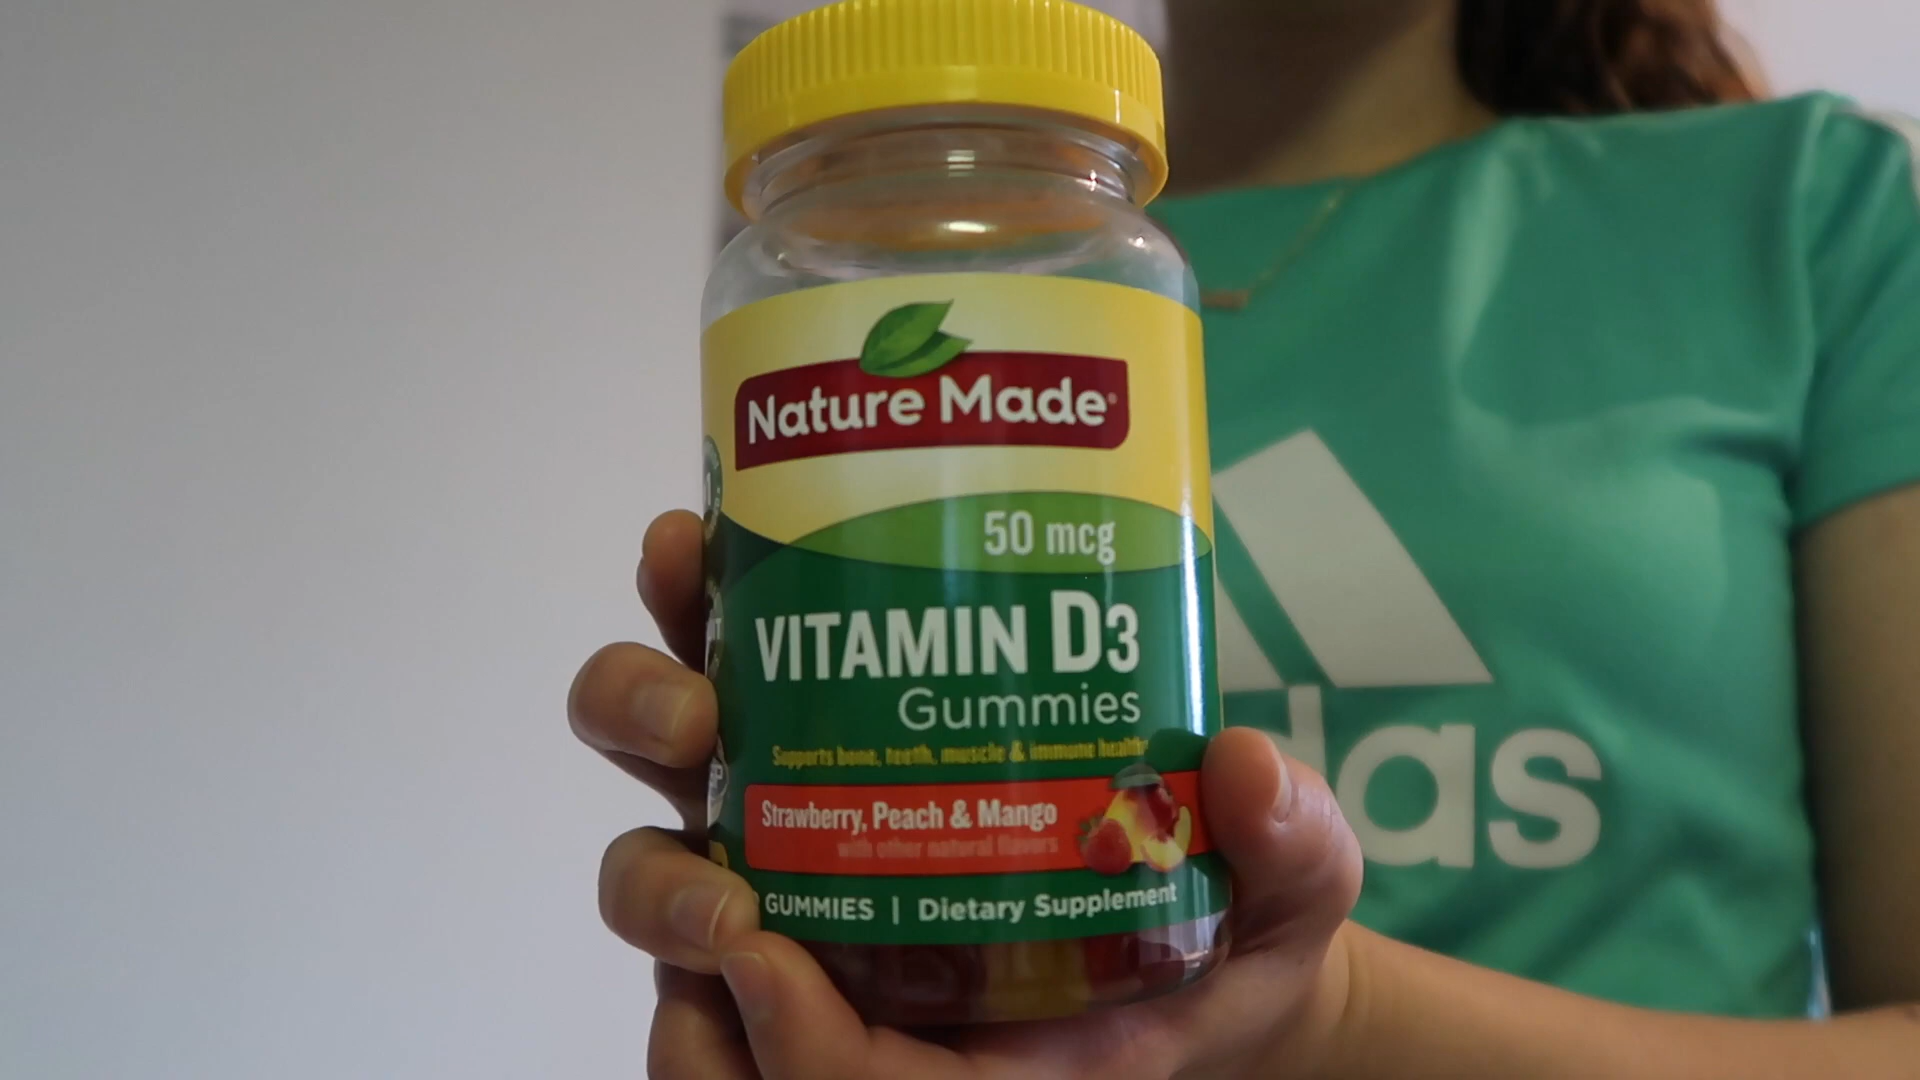 Nature Made®
50 mcg
VITAMIN D3
Gummies
Supports bone, teeth, muscle & immune health
Strawberry, Peach & Mango
with other natural flavors
GUMMIES | Dietary Supplement
das